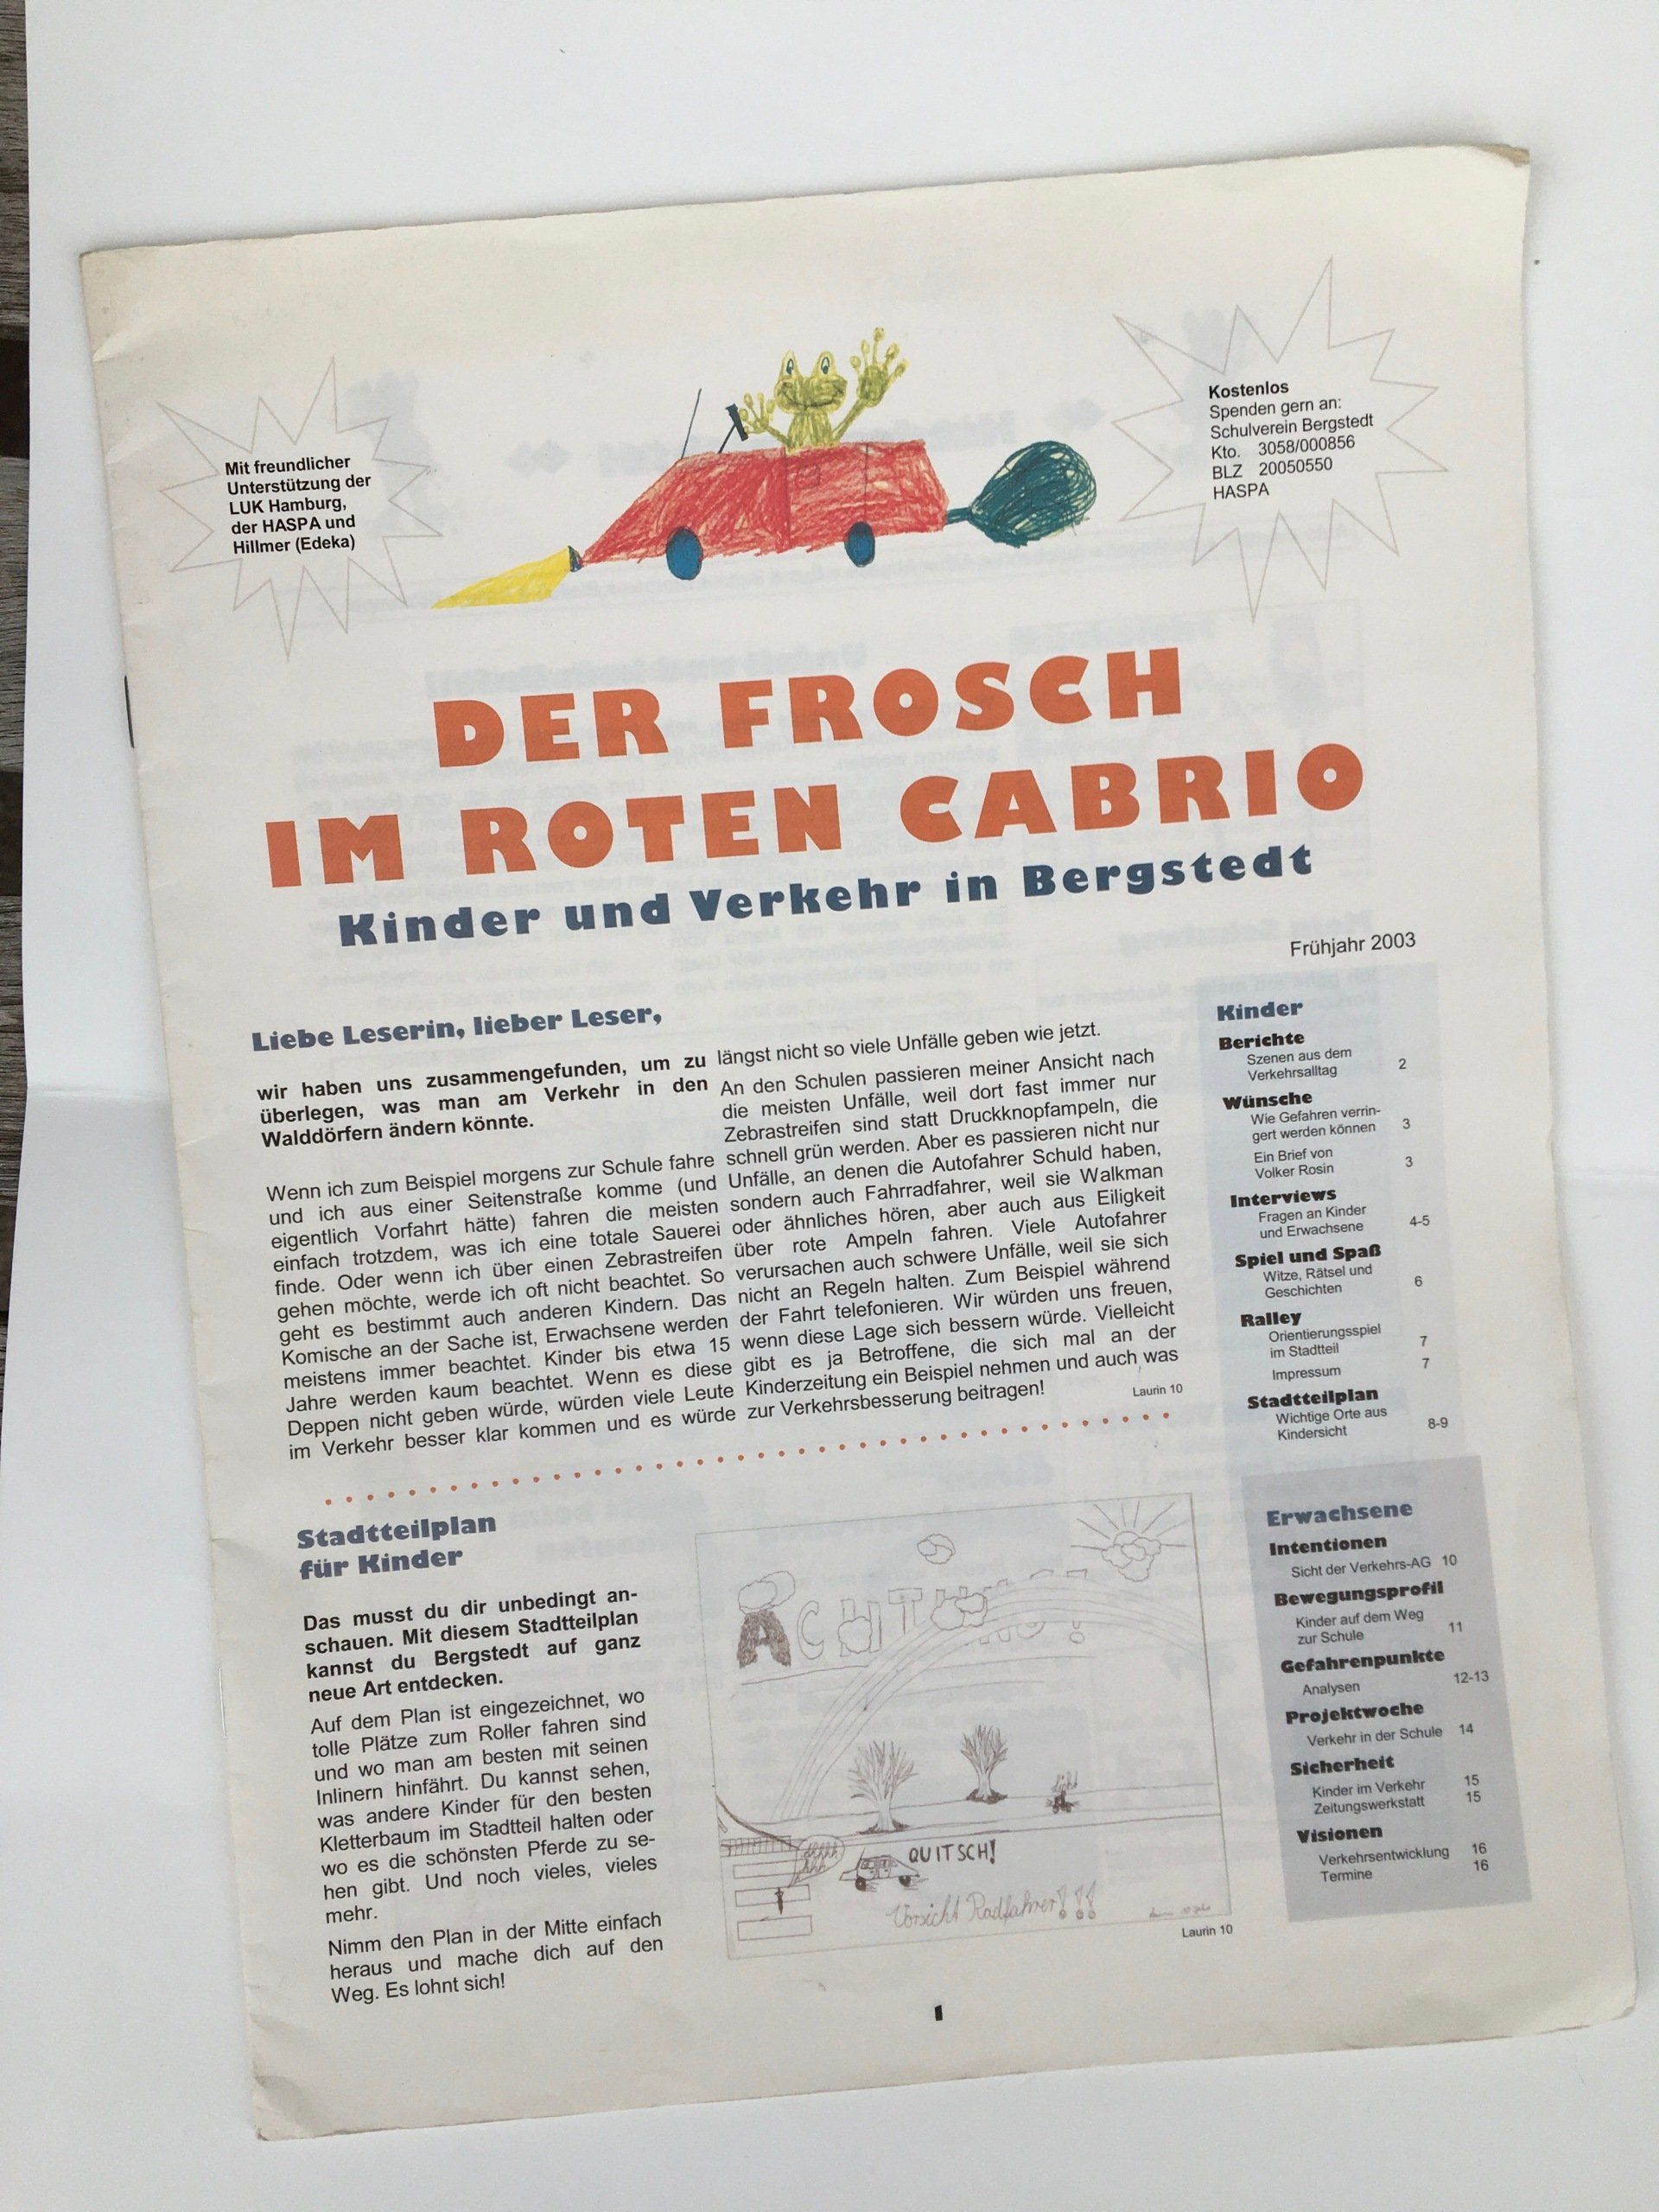 Mit freundlicher
Unterstützung der
LUK Hamburg,
der HASPA und
Hillmer (Edeka)
Kostenlos
Spenden gern an:
Schulverein Bergstedt
Kto. 3058/000856
BLZ 20050550
HASPA
DER FROSCH
IM ROTEN CABRIO
Kinder und Verkehr in Bergstedt
Frühjahr 2003
Liebe Leserin, lieber Leser,
wir haben uns zusammengefunden, um zu
überlegen, was man am Verkehr in den
Walddörfern ändern könnte.
Wenn ich zum Beispiel morgens zur Schule fahre
und ich aus einer Seitenstraße komme (und
eigentlich Vorfahrt hätte) fahren die meisten
einfach trotzdem, was ich eine totale Sauerei
finde. Oder wenn ich über einen Zebrastreifen
gehen möchte, werde ich oft nicht beachtet. So
geht es bestimmt auch anderen Kindern. Das
Komische an der Sache ist, Erwachsene werden
meistens immer beachtet. Kinder bis etwa 15
Jahre werden kaum beachtet. Wenn es diese
Deppen nicht geben würde, würden viele Leute
im Verkehr besser klar kommen und es würde
längst nicht so viele Unfälle geben wie jetzt.
An den Schulen passieren meiner Ansicht nach
die meisten Unfälle, weil dort fast immer nur
Zebrastreifen sind statt Druckknopfampeln, die
schnell grün werden. Aber es passieren nicht nur
Unfälle, an denen die Autofahrer Schuld haben,
sondern auch Fahrradfahrer, weil sie Walkman
oder ähnliches hören, aber auch aus Eiligkeit
über rote Ampeln fahren. Viele Autofahrer
verursachen auch schwere Unfälle, weil sie sich
nicht an Regeln halten. Zum Beispiel während
der Fahrt telefonieren. Wir würden uns freuen,
wenn diese Lage sich bessern würde. Vielleicht
gibt es ja Betroffene, die sich mal an der
Kinderzeitung ein Beispiel nehmen und auch was
zur Verkehrsbesserung beitragen!
Laurin 10
Stadtteilplan
für Kinder
Das musst du dir unbedingt an-
schauen. Mit diesem Stadtteilplan
kannst du Bergstedt auf ganz
neue Art entdecken.
Auf dem Plan ist eingezeichnet, wo
tolle Plätze zum Roller fahren sind
und wo man am besten mit seinen
Inlinern hinfährt. Du kannst sehen,
was andere Kinder für den besten
Kletterbaum im Stadtteil halten oder
wo es die schönsten Pferde zu se-
hen gibt. Und noch vieles, vieles
mehr.
Nimm den Plan in der Mitte einfach
heraus und mache dich auf den
Weg. Es lohnt sich!
ACHTUNG!
QUITSCH!
Vorsicht Radfahrer!!!
Laurin 10
Kinder
Berichte
Szenen aus dem
Verkehrsalltag 2
Wünsche
Wie Gefahren verrin-
gert werden können 3
Ein Brief von
Volker Rosin 3
Interviews
Fragen an Kinder
und Erwachsene 4-5
Spiel und Spaß
Witze, Rätsel und
Geschichten 6
Ralley
Orientierungsspiel
im Stadtteil 7
Impressum 7
Stadtteilplan
Wichtige Orte aus
Kindersicht 8-9
Erwachsene
Intentionen
Sicht der Verkehrs-AG 10
Bewegungsprofil
Kinder auf dem Weg
zur Schule 11
Gefahrenpunkte
Analysen 12-13
Projektwoche
Verkehr in der Schule 14
Sicherheit
Kinder im Verkehr 15
Zeitungswerkstatt 15
Visionen
Verkehrsentwicklung 16
Termine 16
1